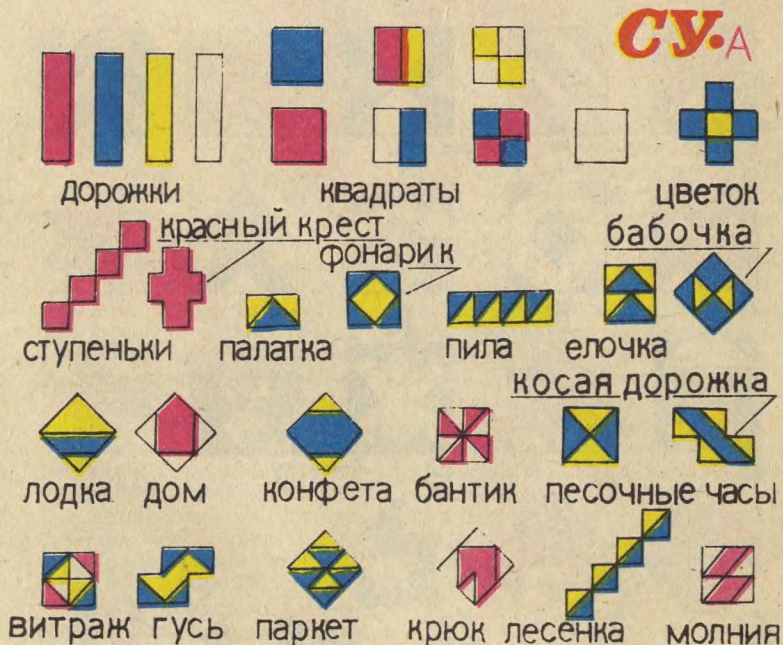 СУ.А
дорожки квадраты цветок
красный крест бабочка
фонарик
ступеньки палатка пила елочка
косая дорожка
лодка дом конфета бантик песочные часы
витраж гусь паркет крюк лесенка молния